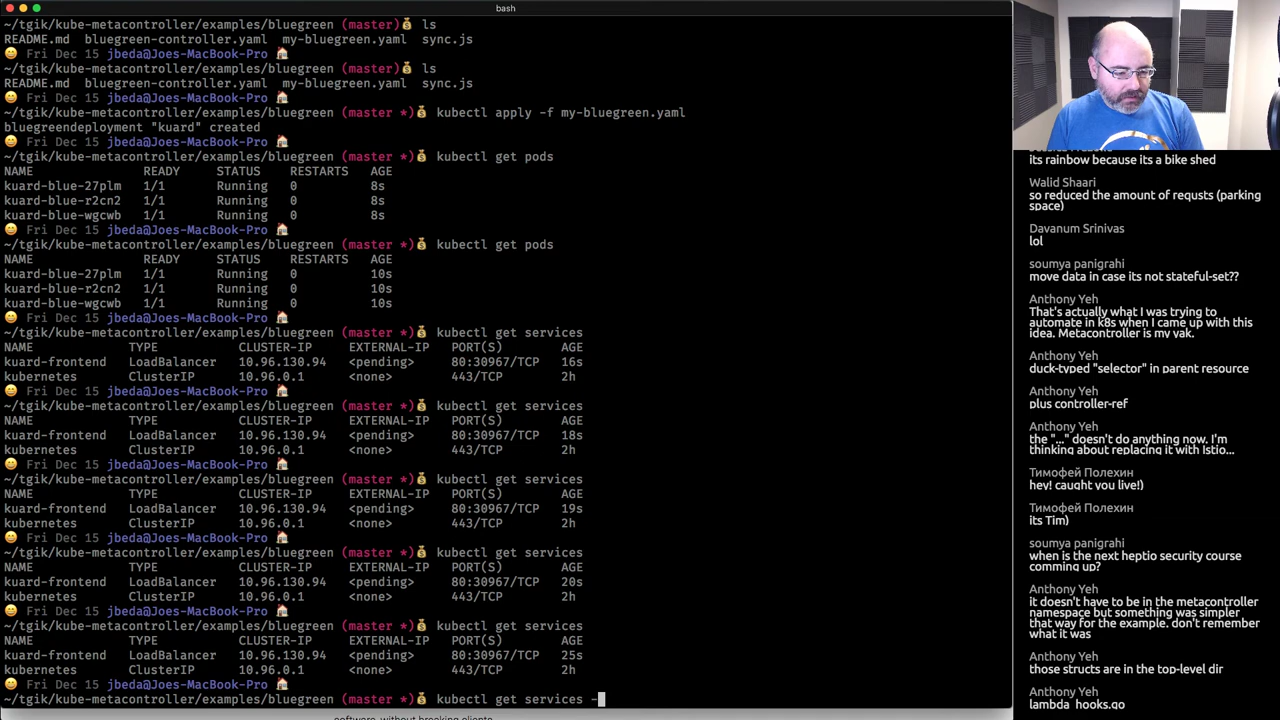 bash
~/tgik/kube-metacontroller/examples/bluegreen (master)💰 ls
README.md bluegreen-controller.yaml my-bluegreen.yaml sync.js
😀 Fri Dec 15 jbeda@Joes-MacBook-Pro 🏠
~/tgik/kube-metacontroller/examples/bluegreen (master)💰 ls
README.md bluegreen-controller.yaml my-bluegreen.yaml sync.js
😀 Fri Dec 15 jbeda@Joes-MacBook-Pro 🏠
~/tgik/kube-metacontroller/examples/bluegreen (master *)💰 kubectl apply -f my-bluegreen.yaml
bluegreendeployment "kuard" created
😀 Fri Dec 15 jbeda@Joes-MacBook-Pro 🏠
~/tgik/kube-metacontroller/examples/bluegreen (master *)💰 kubectl get pods
NAME READY STATUS RESTARTS AGE
kuard-blue-27plm 1/1 Running 0 8s
kuard-blue-r2cn2 1/1 Running 0 8s
kuard-blue-wgcwb 1/1 Running 0 8s
😀 Fri Dec 15 jbeda@Joes-MacBook-Pro 🏠
~/tgik/kube-metacontroller/examples/bluegreen (master *)💰 kubectl get pods
NAME READY STATUS RESTARTS AGE
kuard-blue-27plm 1/1 Running 0 10s
kuard-blue-r2cn2 1/1 Running 0 10s
kuard-blue-wgcwb 1/1 Running 0 10s
😀 Fri Dec 15 jbeda@Joes-MacBook-Pro 🏠
~/tgik/kube-metacontroller/examples/bluegreen (master *)💰 kubectl get services
NAME TYPE CLUSTER-IP EXTERNAL-IP PORT(S) AGE
kuard-frontend LoadBalancer 10.96.130.94 <pending> 80:30967/TCP 16s
kubernetes ClusterIP 10.96.0.1 <none> 443/TCP 2h
😀 Fri Dec 15 jbeda@Joes-MacBook-Pro 🏠
~/tgik/kube-metacontroller/examples/bluegreen (master *)💰 kubectl get services
NAME TYPE CLUSTER-IP EXTERNAL-IP PORT(S) AGE
kuard-frontend LoadBalancer 10.96.130.94 <pending> 80:30967/TCP 18s
kubernetes ClusterIP 10.96.0.1 <none> 443/TCP 2h
😀 Fri Dec 15 jbeda@Joes-MacBook-Pro 🏠
~/tgik/kube-metacontroller/examples/bluegreen (master *)💰 kubectl get services
NAME TYPE CLUSTER-IP EXTERNAL-IP PORT(S) AGE
kuard-frontend LoadBalancer 10.96.130.94 <pending> 80:30967/TCP 19s
kubernetes ClusterIP 10.96.0.1 <none> 443/TCP 2h
😀 Fri Dec 15 jbeda@Joes-MacBook-Pro 🏠
~/tgik/kube-metacontroller/examples/bluegreen (master *)💰 kubectl get services
NAME TYPE CLUSTER-IP EXTERNAL-IP PORT(S) AGE
kuard-frontend LoadBalancer 10.96.130.94 <pending> 80:30967/TCP 20s
kubernetes ClusterIP 10.96.0.1 <none> 443/TCP 2h
😀 Fri Dec 15 jbeda@Joes-MacBook-Pro 🏠
~/tgik/kube-metacontroller/examples/bluegreen (master *)💰 kubectl get services
NAME TYPE CLUSTER-IP EXTERNAL-IP PORT(S) AGE
kuard-frontend LoadBalancer 10.96.130.94 <pending> 80:30967/TCP 25s
kubernetes ClusterIP 10.96.0.1 <none> 443/TCP 2h
😀 Fri Dec 15 jbeda@Joes-MacBook-Pro 🏠
~/tgik/kube-metacontroller/examples/bluegreen (master *)💰 kubectl get services -
software, without breaking clients
its rainbow because its a bike shed
Walid Shaari
so reduced the amount of requsts (parking
space)
Davanum Srinivas
lol
soumya panigrahi
move data in case its not stateful-set??
Anthony Yeh
That's actually what I was trying to
automate in k8s when I came up with this
idea. Metacontroller is my yak.
Anthony Yeh
duck-typed "selector" in parent resource
Anthony Yeh
plus controller-ref
Anthony Yeh
the "..." doesn't do anything now. I'm
thinking about replacing it with Istio...
Тимофей Полехин
hey! caught you live!)
Тимофей Полехин
its Tim)
soumya panigrahi
when is the next heptio security course
comming up?
Anthony Yeh
it doesn't have to be in the metacontroller
namespace but something was simpler
that way for the example. don't remember
what it was
Anthony Yeh
those structs are in the top-level dir
Anthony Yeh
lambda_hooks.go